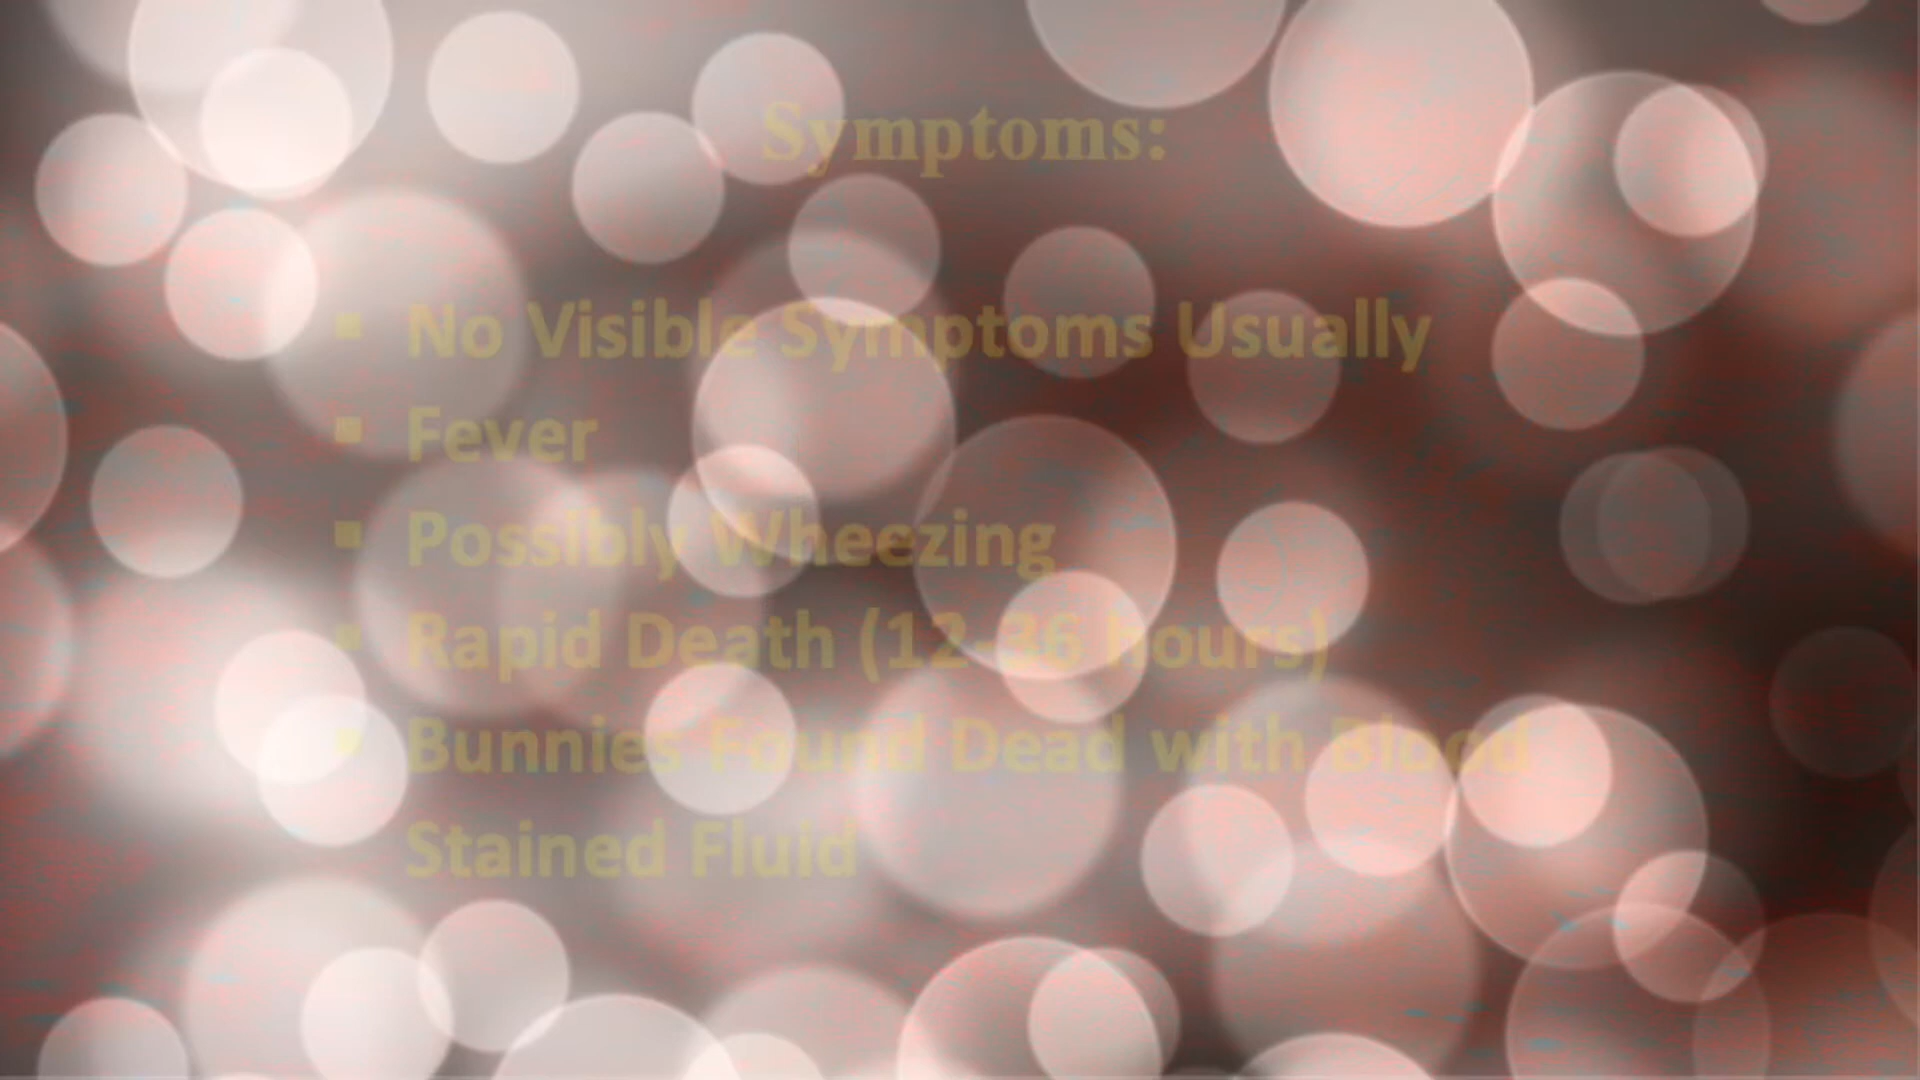 Symptoms:
▪ No Visible Symptoms Usually
▪ Fever
▪ Possibly Wheezing
▪ Rapid Death (12-36 hours)
▪ Bunnies Found Dead with Blood
Stained Fluid